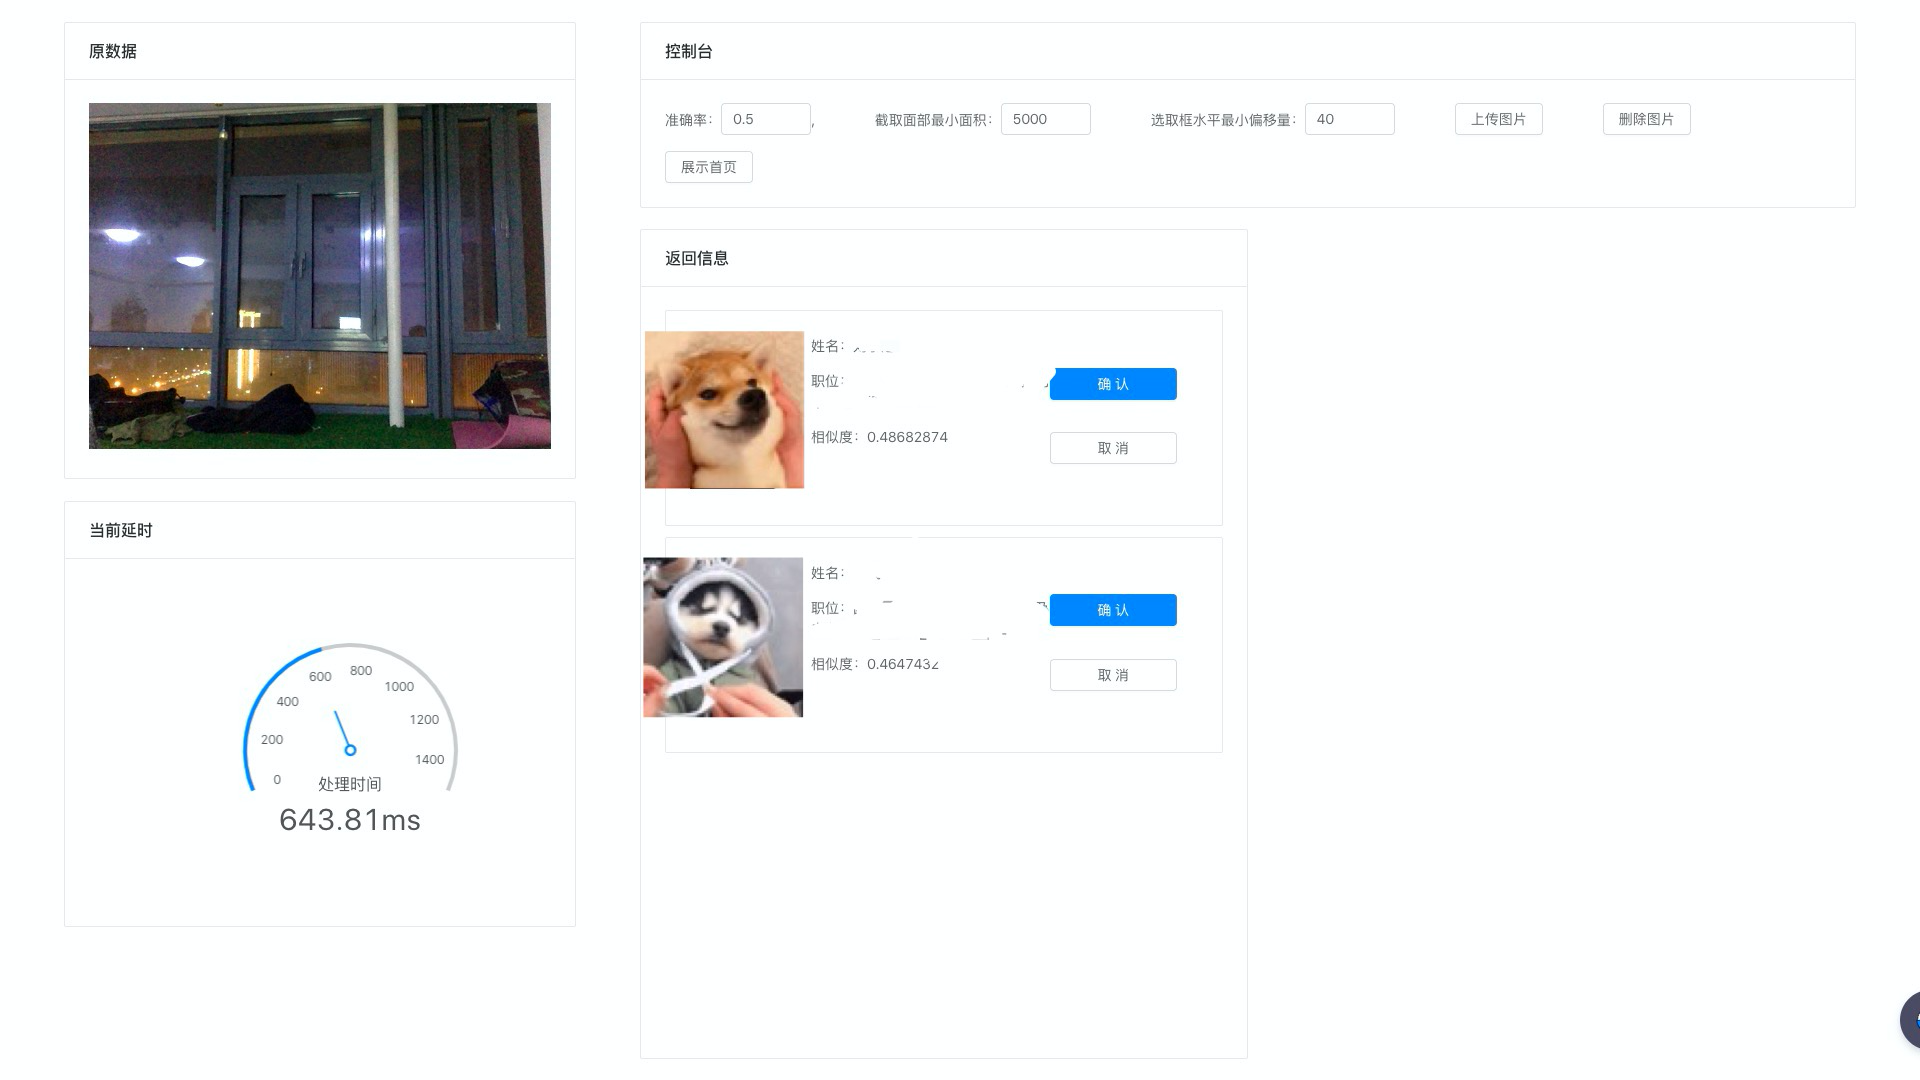 原数据
控制台
准确率： 0.5 , 截取面部最小面积： 5000 选取框水平最小偏移量： 40 上传图片 删除图片
展示首页
返回信息
姓名：
职位：
确 认
相似度：0.48682874
取 消
当前延时
姓名：
职位：
确 认
相似度：0.4647432
取 消
0
200
400
600
800
1000
1200
1400
处理时间
643.81ms